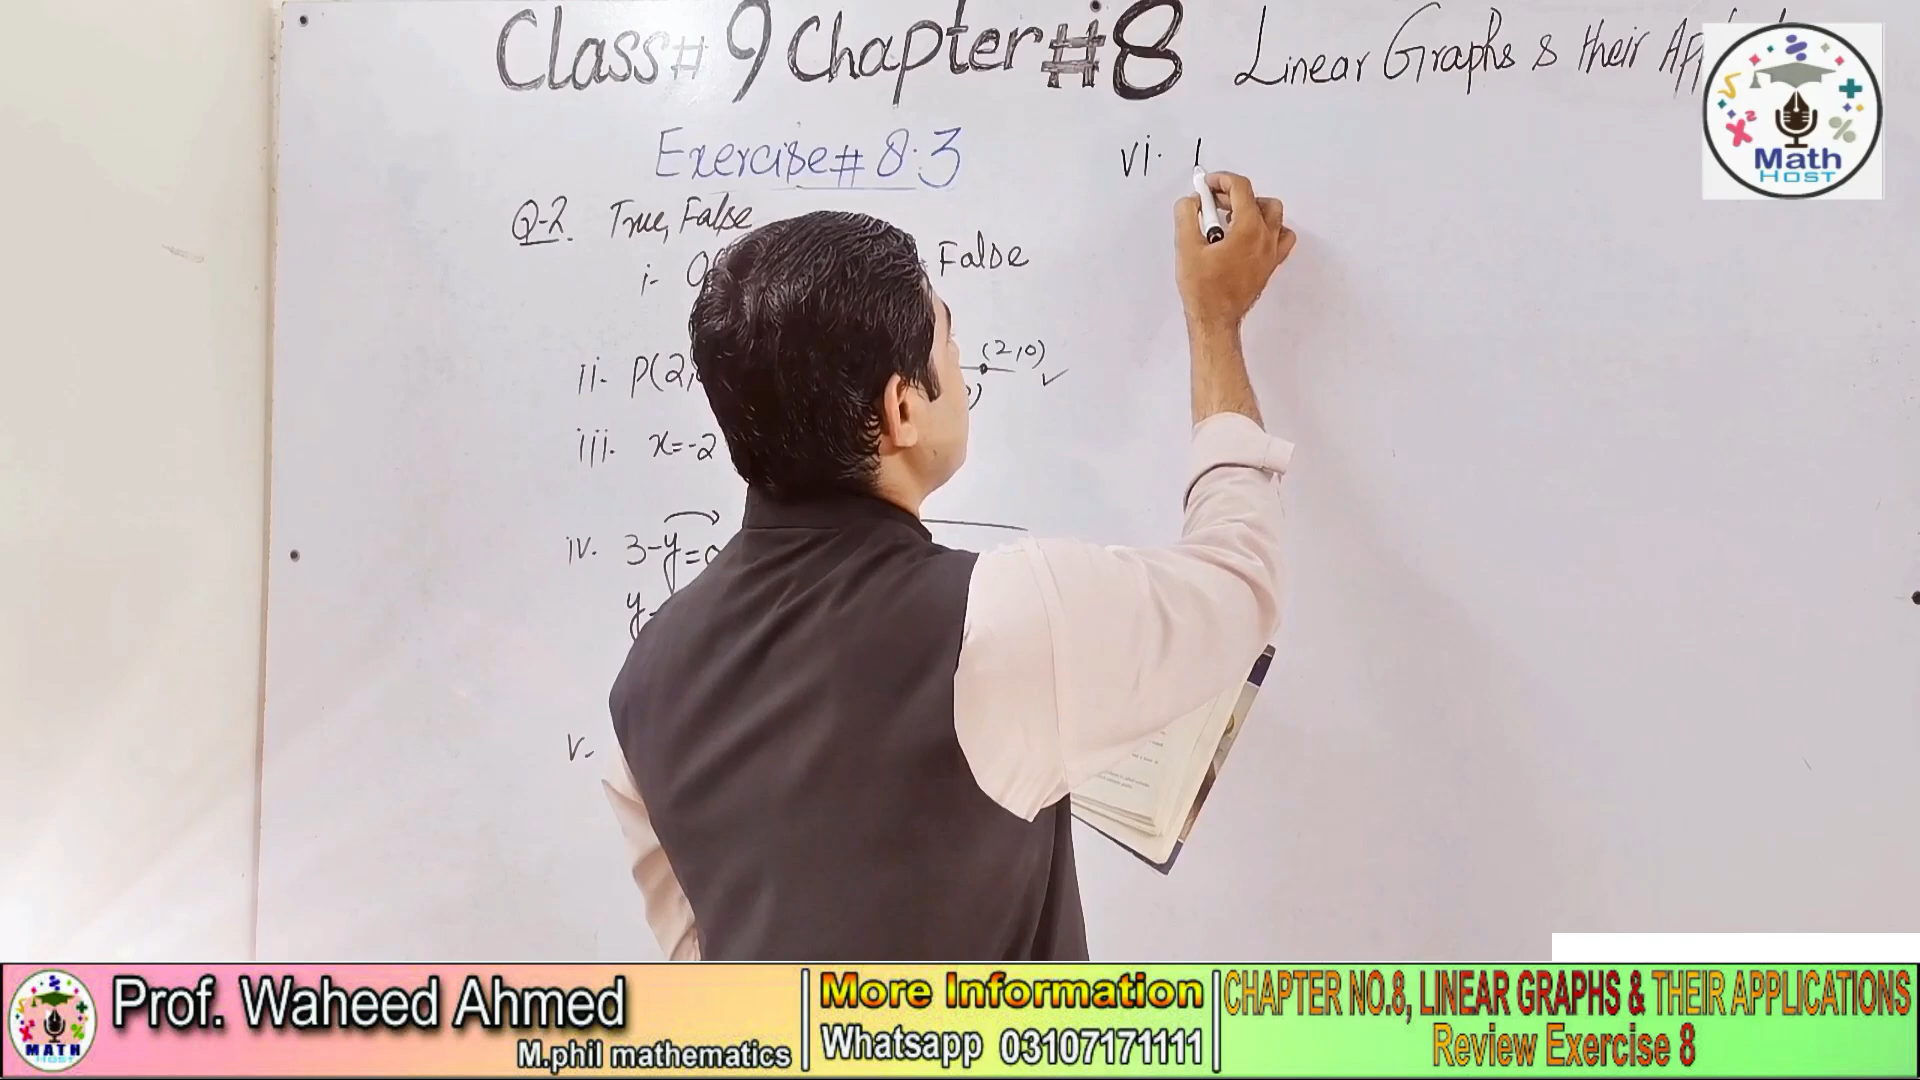 Class# 9 Chapter #8 Linear Graphs & their
Exercise# 8.3
Q-2. True, False
i- False
ii- P(2, (2,0) ✓
iii. x=-2
iv. 3-y=
y
v-
vi.
Math
HOST
MATH
HOST
Prof. Waheed Ahmed
M.phil mathematics
More Information
Whatsapp 03107171111
CHAPTER NO.8, LINEAR GRAPHS & THEIR APPLICATIONS
Review Exercise 8